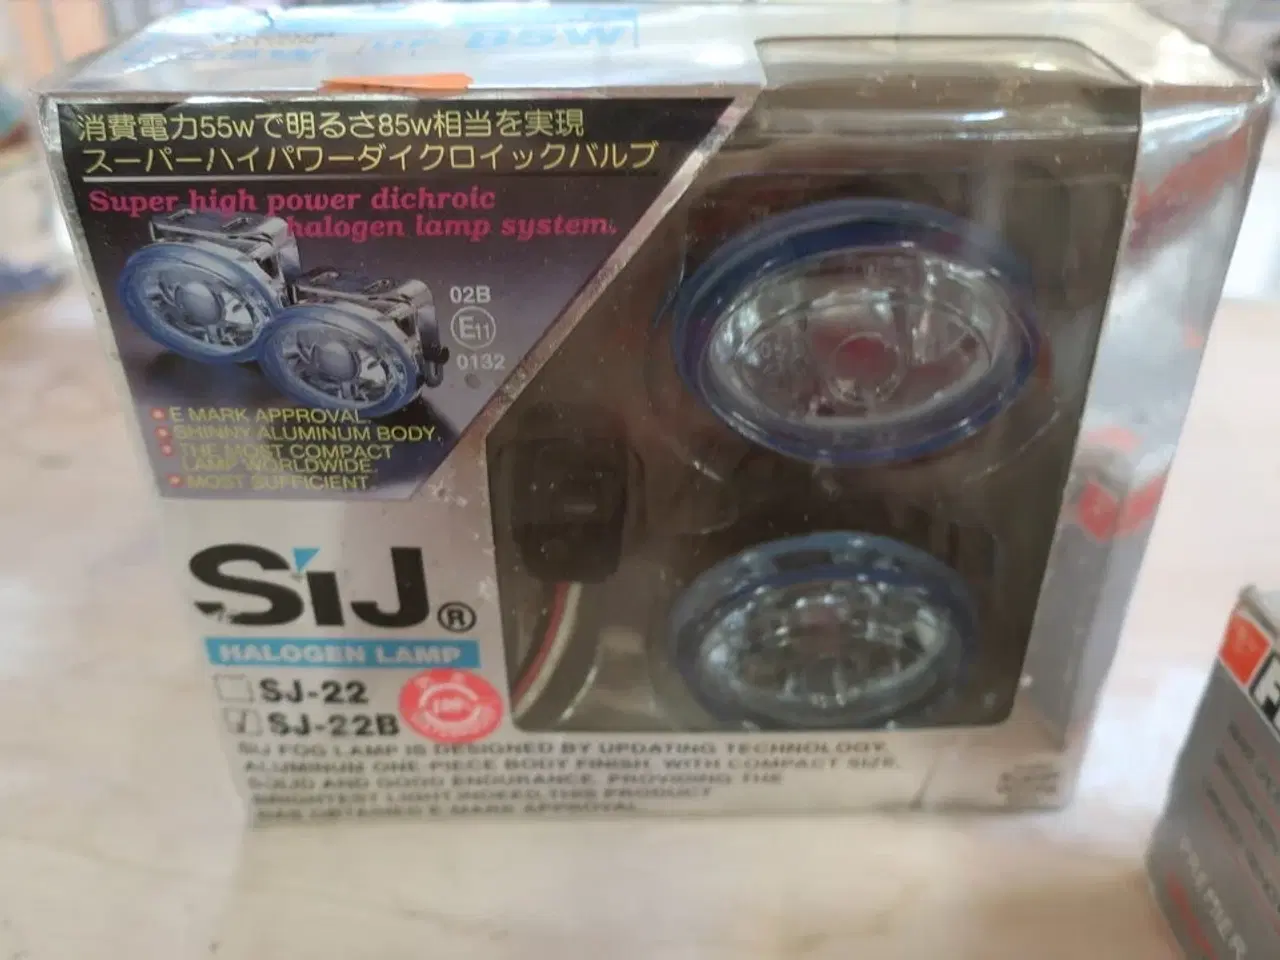 85W
消費電力55wで明るさ85w相当を実現
スーパーハイパワーダイクロイックバルブ
Super high power dichroic
halogen lamp system.
02B
E11
0132
E MARK APPROVAL.
SHINNY ALUMINUM BODY.
THE MOST COMPACT
LAMP WORLDWIDE.
MOST SUFFICIENT.
SiJ®
HALOGEN LAMP
SJ-22
SJ-22B
SIJ FOG LAMP IS DESIGNED BY UPDATING TECHNOLOGY.
ALUMINUM ONE-PIECE BODY FINISH, WITH COMPACT SIZE,
SOLID AND GOOD ENDURANCE, PROVIDING THE
BRIGHTEST LIGHT INDEED. THIS PRODUCT
HAS OBTAINED E MARK APPROVAL.
PREMIER